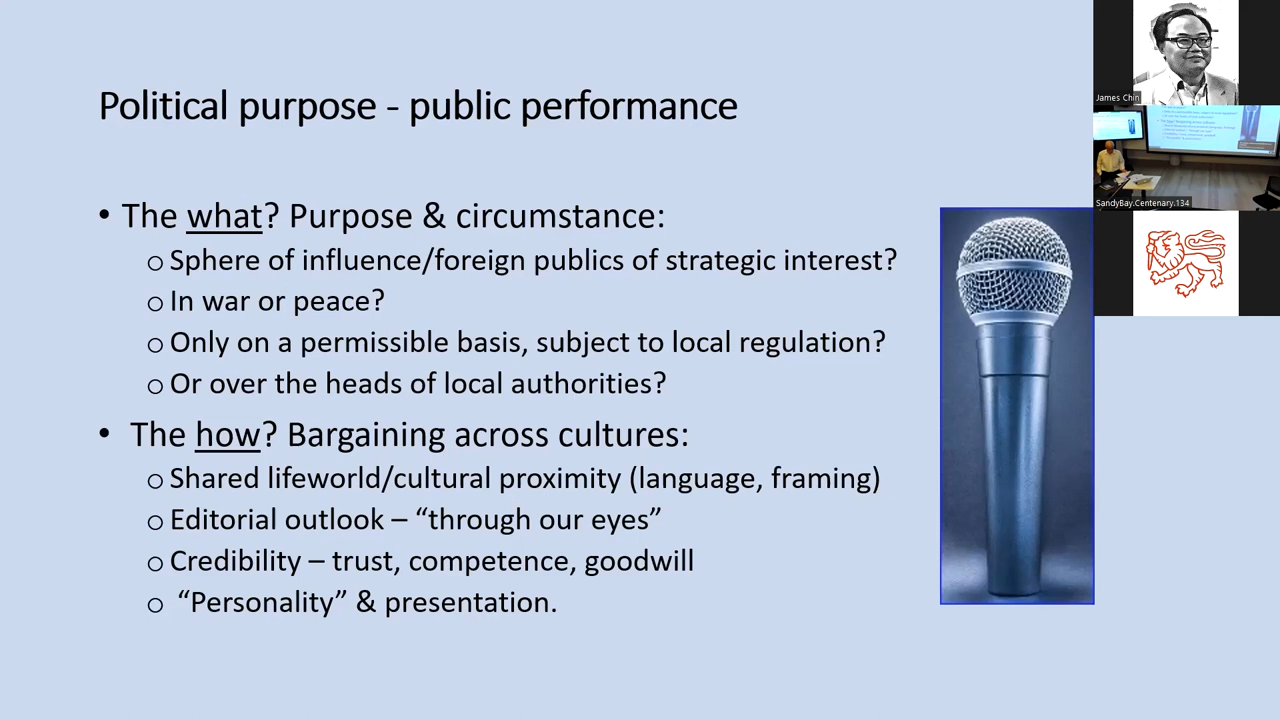 Political purpose - public performance
• The what? Purpose & circumstance:
o Sphere of influence/foreign publics of strategic interest?
o In war or peace?
o Only on a permissible basis, subject to local regulation?
o Or over the heads of local authorities?
• The how? Bargaining across cultures:
o Shared lifeworld/cultural proximity (language, framing)
o Editorial outlook – “through our eyes”
o Credibility – trust, competence, goodwill
o “Personality” & presentation.
James Chin
SandyBay.Centenary.134